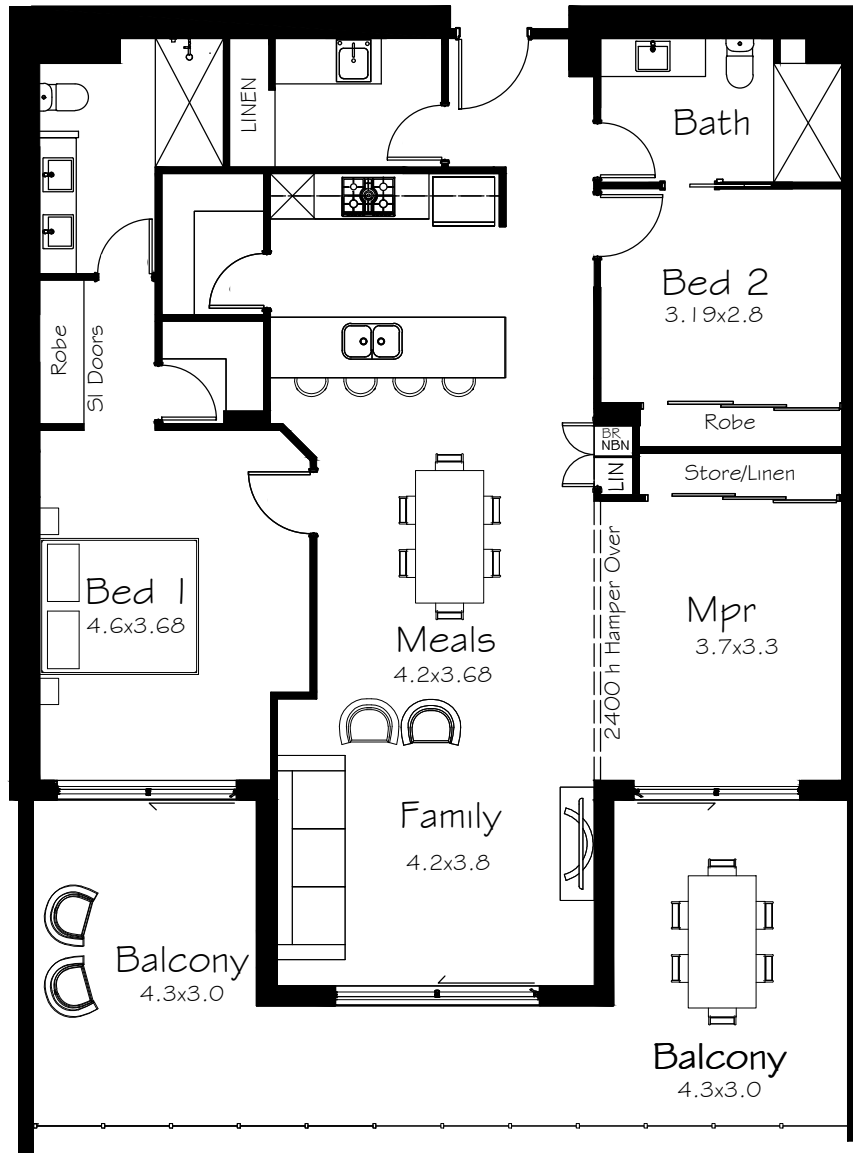 LINEN
Bath
Bed 2
3.19x2.8
Robe
Sl Doors
Robe
BR
NBN
LIN
Store/Linen
Bed 1
4.6x3.68
Meals
4.2x3.68
2400 h Hamper Over
Mpr
3.7x3.3
Family
4.2x3.8
Balcony
4.3x3.0
Balcony
4.3x3.0